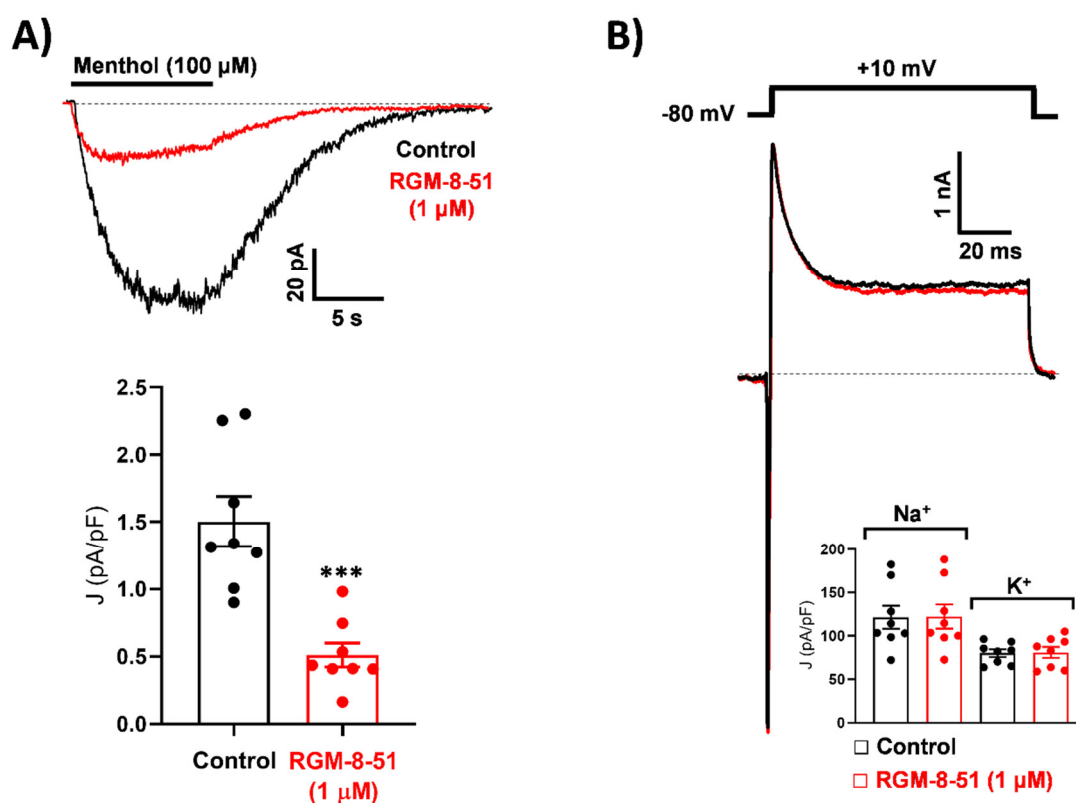 A)
Menthol (100 µM)
Control
RGM-8-51
(1 µM)
20 pA
5 s
J (pA/pF)
2.5
2.0
1.5
1.0
0.5
0.0
***
Control
RGM-8-51
(1 µM)
B)
+10 mV
-80 mV
1 nA
20 ms
Na⁺
K⁺
J (pA/pF)
200
150
100
50
0
Control
RGM-8-51 (1 µM)